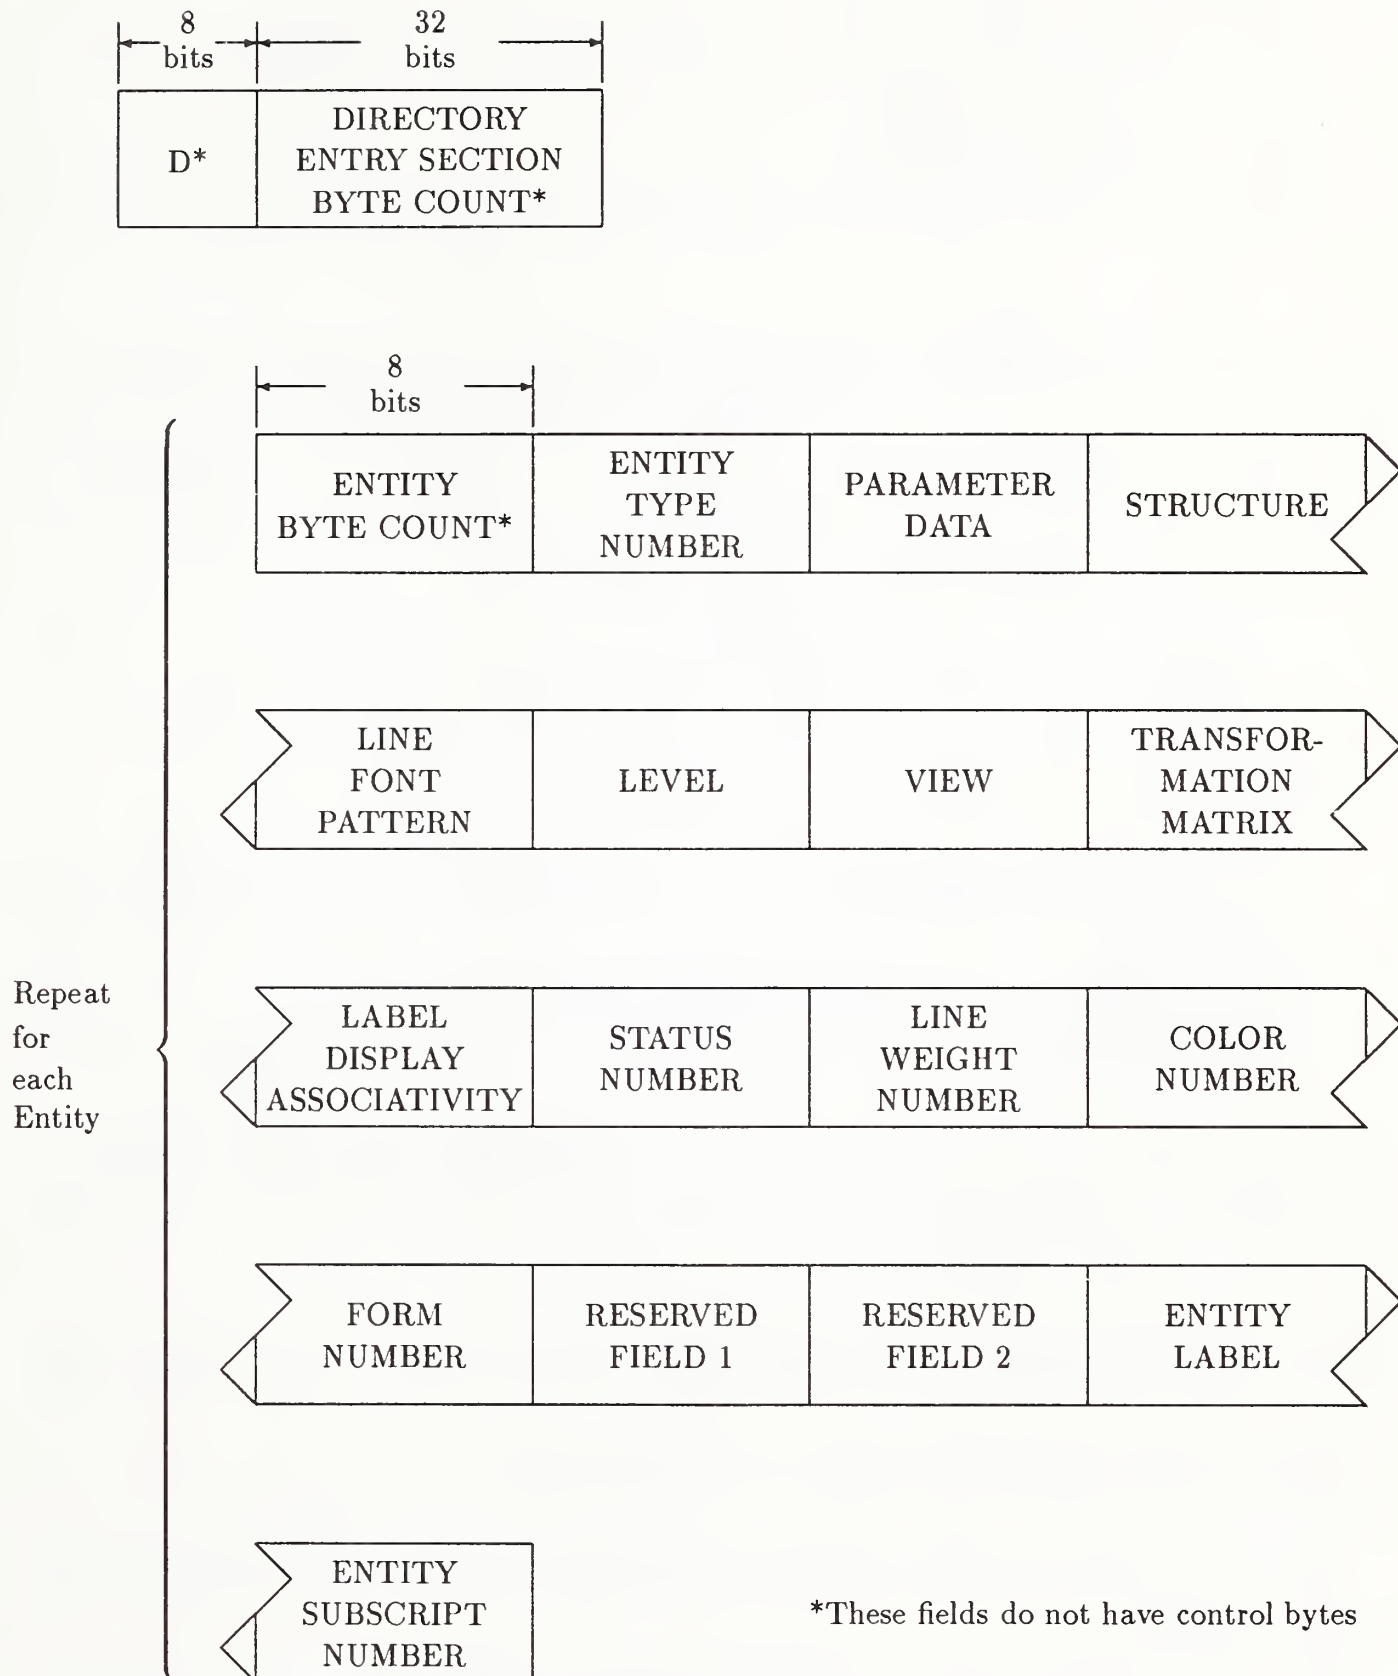 8
bits
32
bits
D*
DIRECTORY
ENTRY SECTION
BYTE COUNT*
8
bits
ENTITY
BYTE COUNT*
ENTITY
TYPE
NUMBER
PARAMETER
DATA
STRUCTURE
LINE
FONT
PATTERN
LEVEL
VIEW
TRANSFOR-
MATION
MATRIX
Repeat
for
each
Entity
LABEL
DISPLAY
ASSOCIATIVITY
STATUS
NUMBER
LINE
WEIGHT
NUMBER
COLOR
NUMBER
FORM
NUMBER
RESERVED
FIELD 1
RESERVED
FIELD 2
ENTITY
LABEL
ENTITY
SUBSCRIPT
NUMBER
*These fields do not have control bytes